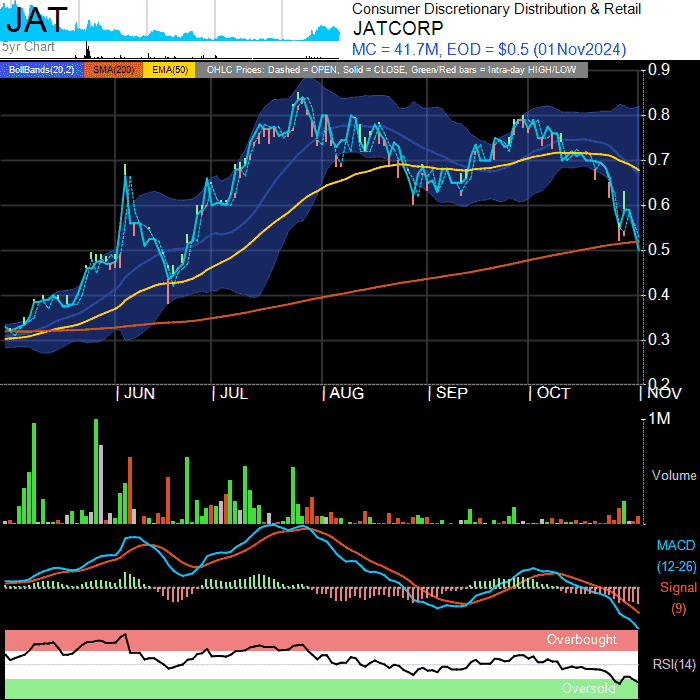 JAT
5yr Chart
Consumer Discretionary Distribution & Retail
JATCORP
MC = 41.7M, EOD = $0.5 (01Nov2024)
BollBands(20,2) SMA(200) EMA(50) OHLC Prices: Dashed = OPEN, Solid = CLOSE, Green/Red bars = Intra-day HIGH/LOW
0.9
0.8
0.7
0.6
0.5
0.4
0.3
0.2
JUN JUL AUG SEP OCT NOV
1M
Volume
MACD
(12-26)
Signal
(9)
Overbought
RSI(14)
Oversold